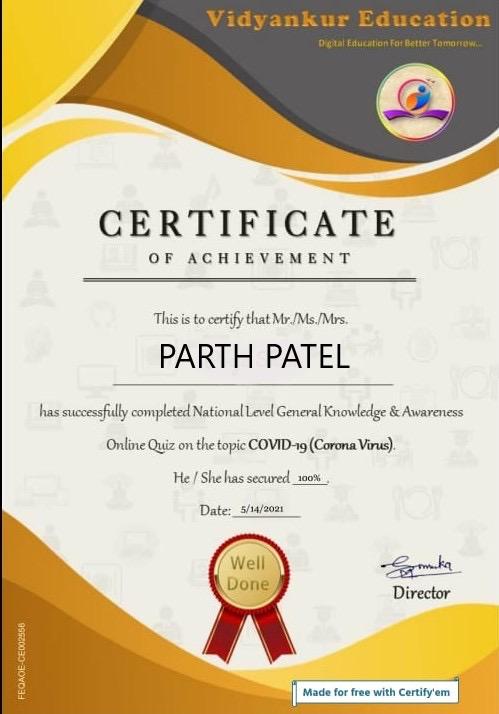 Vidyankur Education
Digital Education For Better Tomorrow...
CERTIFICATE
OF ACHIEVEMENT
This is to certify that Mr./Ms./Mrs.
PARTH PATEL
has successfully completed National Level General Knowledge & Awareness
Online Quiz on the topic COVID-19 (Corona Virus).
He / She has secured 100% .
Date: 5/14/2021
Well
Done
Director
FEQAOE-CE002556
Made for free with Certify'em